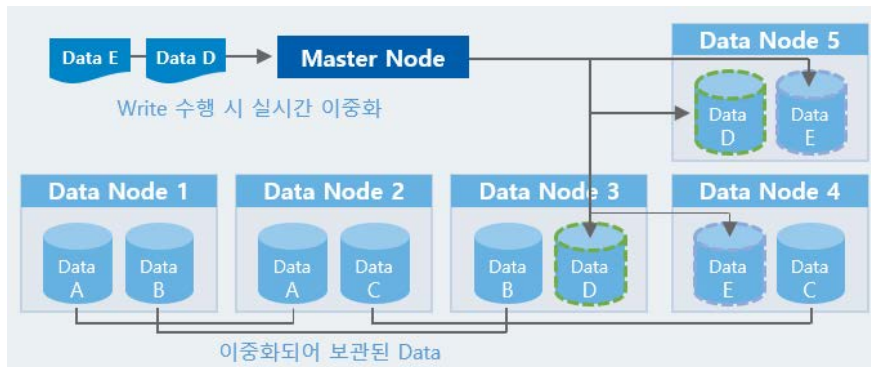 Data E
Data D
Master Node
Write 수행 시 실시간 이중화
Data Node 5
Data
D
Data
E
Data Node 1
Data
A
Data
B
Data Node 2
Data
A
Data
C
Data Node 3
Data
B
Data
D
Data Node 4
Data
E
Data
C
이중화되어 보관된 Data